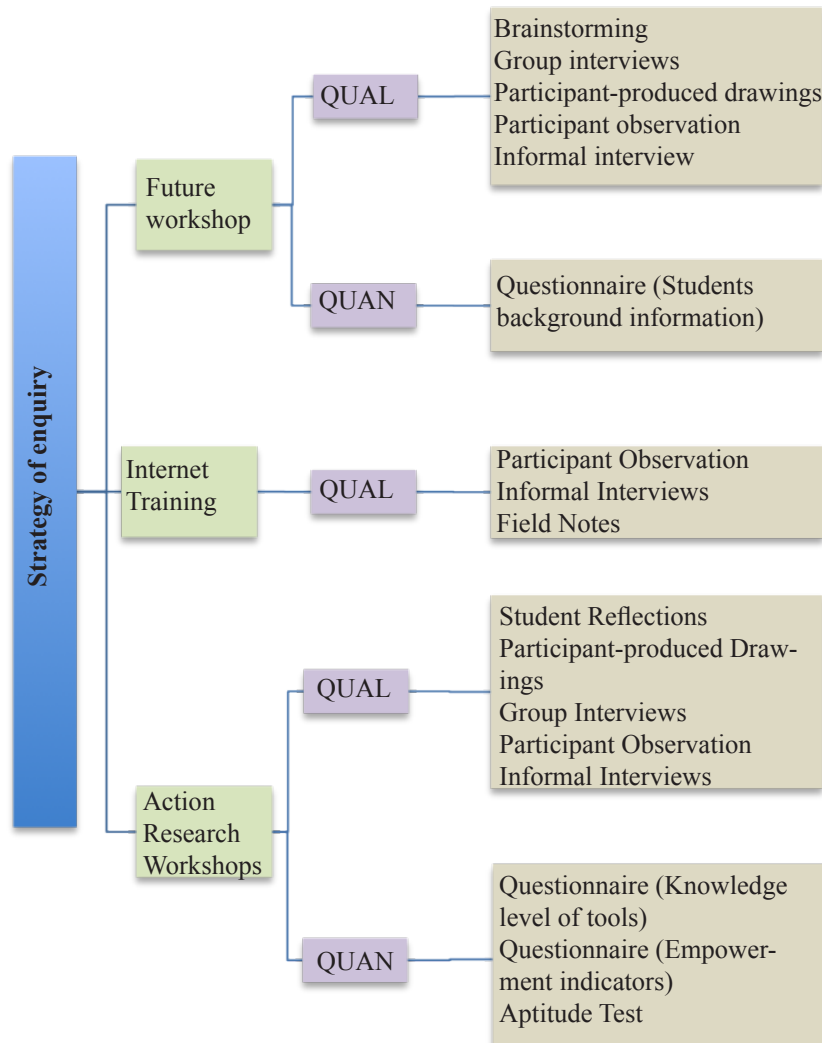 Strategy of enquiry
Future
workshop
QUAL
Brainstorming
Group interviews
Participant-produced drawings
Participant observation
Informal interview
QUAN
Questionnaire (Students
background information)
Internet
Training
QUAL
Participant Observation
Informal Interviews
Field Notes
Action
Research
Workshops
QUAL
Student Reflections
Participant-produced Draw-
ings
Group Interviews
Participant Observation
Informal Interviews
QUAN
Questionnaire (Knowledge
level of tools)
Questionnaire (Empower-
ment indicators)
Aptitude Test